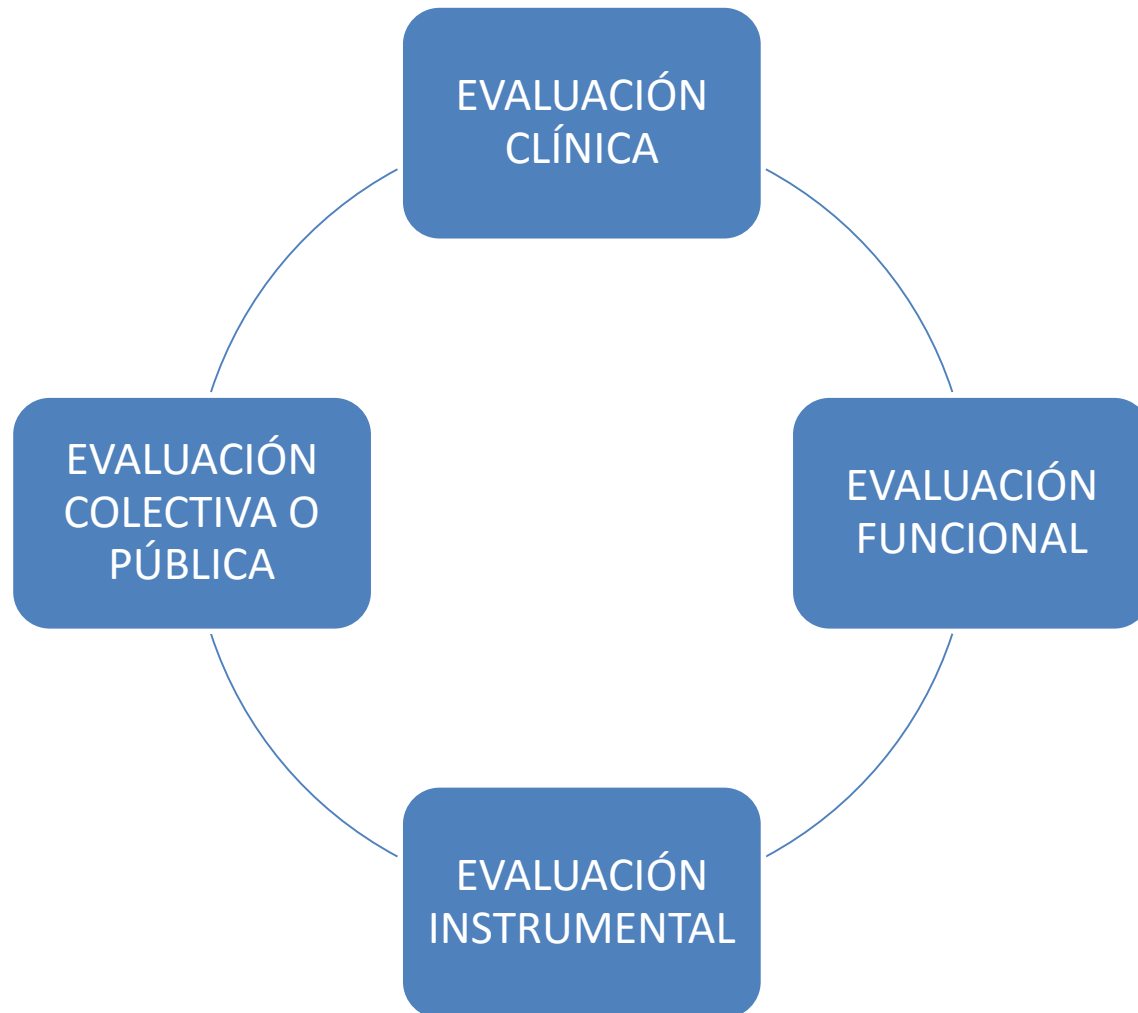 EVALUACIÓN
CLÍNICA
EVALUACIÓN
COLECTIVA O
PÚBLICA
EVALUACIÓN
FUNCIONAL
EVALUACIÓN
INSTRUMENTAL